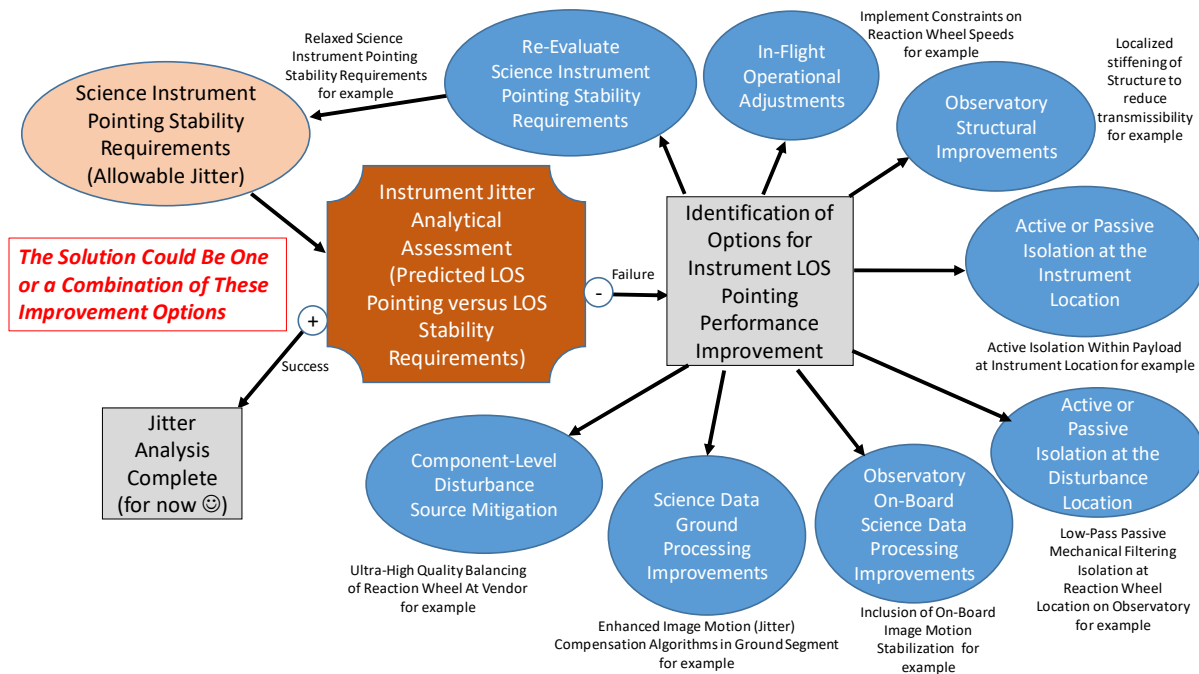 Relaxed Science
Instrument Pointing
Stability Requirements
for example
Re-Evaluate
Science Instrument
Pointing Stability
Requirements
In-Flight
Operational
Adjustments
Implement Constraints on
Reaction Wheel Speeds
for example
Localized
stiffening of
Structure to
reduce
transmissibility
for example
Observatory
Structural
Improvements
Science Instrument
Pointing Stability
Requirements
(Allowable Jitter)
The Solution Could Be One
or a Combination of These
Improvement Options
Instrument Jitter
Analytical
Assessment
(Predicted LOS
Pointing versus LOS
Stability
Requirements)
+
Success
-
Failure
Identification of
Options for
Instrument LOS
Pointing
Performance
Improvement
Active or Passive
Isolation at the
Instrument
Location
Active Isolation Within Payload
at Instrument Location for example
Jitter
Analysis
Complete
(for now ☺)
Component-Level
Disturbance
Source Mitigation
Ultra-High Quality Balancing
of Reaction Wheel At Vendor
for example
Science Data
Ground
Processing
Improvements
Enhanced Image Motion (Jitter)
Compensation Algorithms in Ground Segment
for example
Observatory
On-Board
Science Data
Processing
Improvements
Inclusion of On-Board
Image Motion
Stabilization for
example
Active or
Passive
Isolation at the
Disturbance
Location
Low-Pass Passive
Mechanical Filtering
Isolation at
Reaction Wheel
Location on Observatory
for example